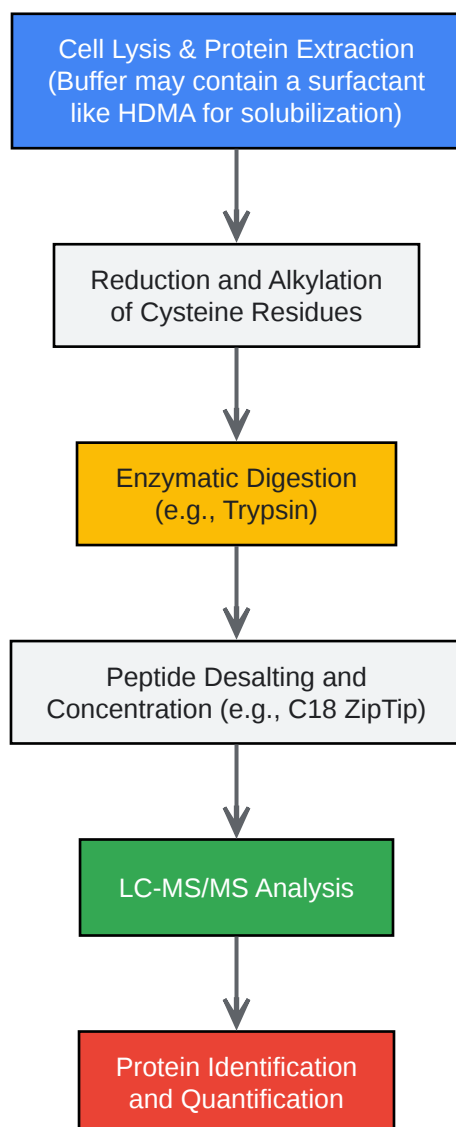 Cell Lysis & Protein Extraction
(Buffer may contain a surfactant
like HDMA for solubilization)
Reduction and Alkylation
of Cysteine Residues
Enzymatic Digestion
(e.g., Trypsin)
Peptide Desalting and
Concentration (e.g., C18 ZipTip)
LC-MS/MS Analysis
Protein Identification
and Quantification